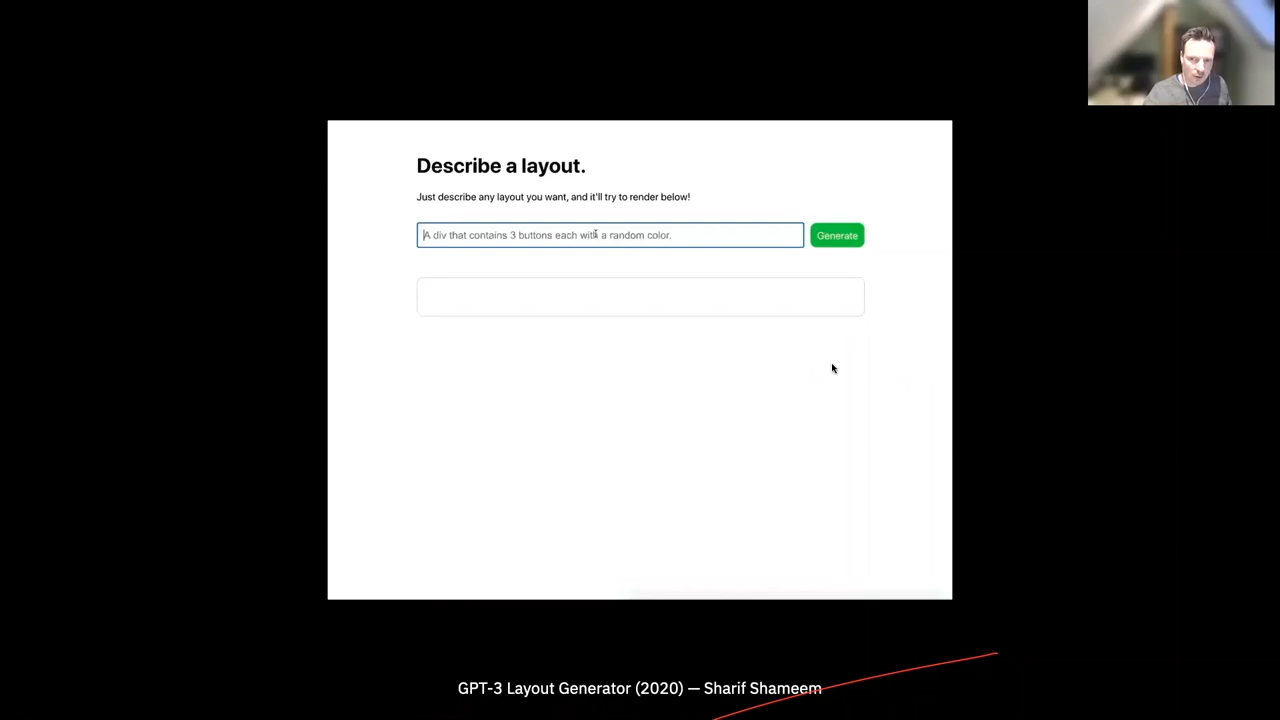 Describe a layout.
Just describe any layout you want, and it'll try to render below!
A div that contains 3 buttons each with a random color.
Generate
GPT-3 Layout Generator (2020) — Sharif Shameem